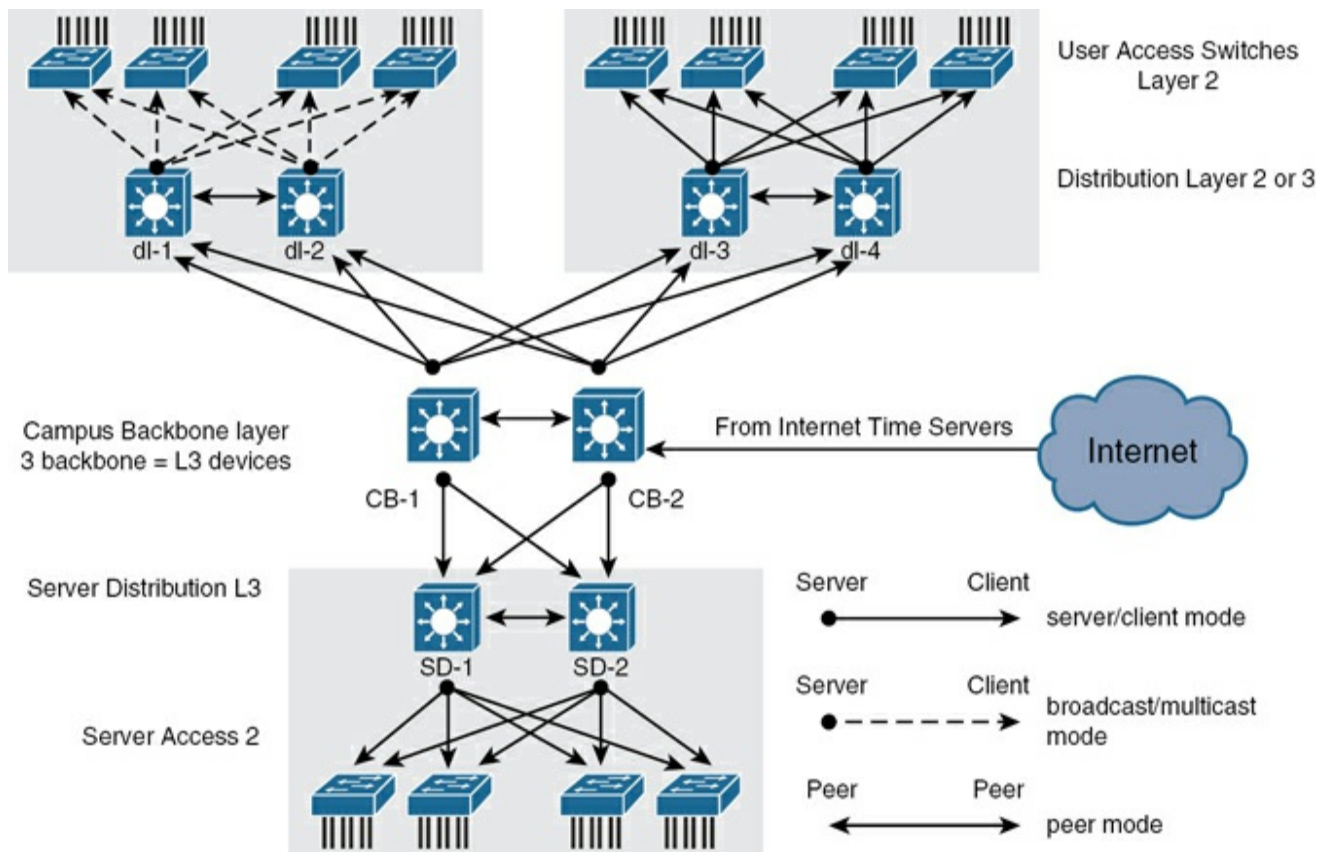 User Access Switches
Layer 2
Distribution Layer 2 or 3
dl-1
dl-2
dl-3
dl-4
Campus Backbone layer
3 backbone = L3 devices
From Internet Time Servers
Internet
CB-1
CB-2
Server Distribution L3
SD-1
SD-2
Server Access 2
Server Client
server/client mode
Server Client
broadcast/multicast
mode
Peer Peer
peer mode